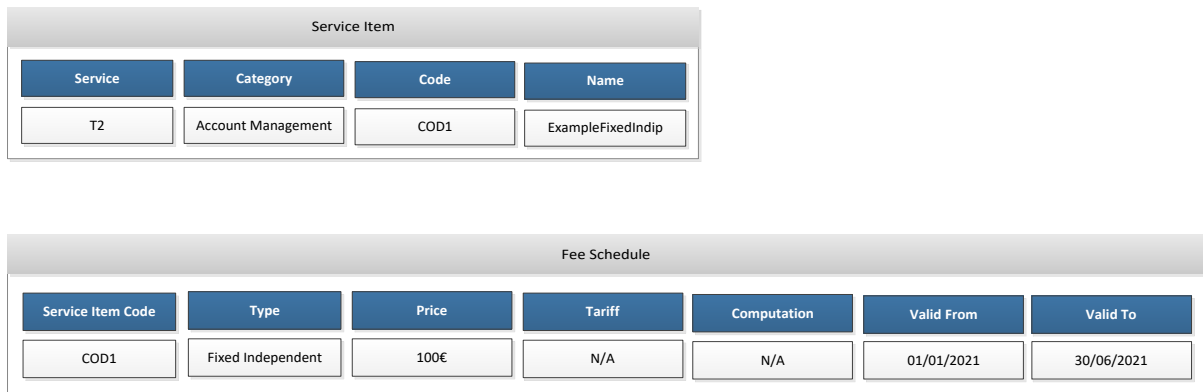 Service Item
Service Category Code Name
T2 Account Management COD1 ExampleFixedIndip
Fee Schedule
Service Item Code Type Price Tariff Computation Valid From Valid To
COD1 Fixed Independent 100€ N/A N/A 01/01/2021 30/06/2021